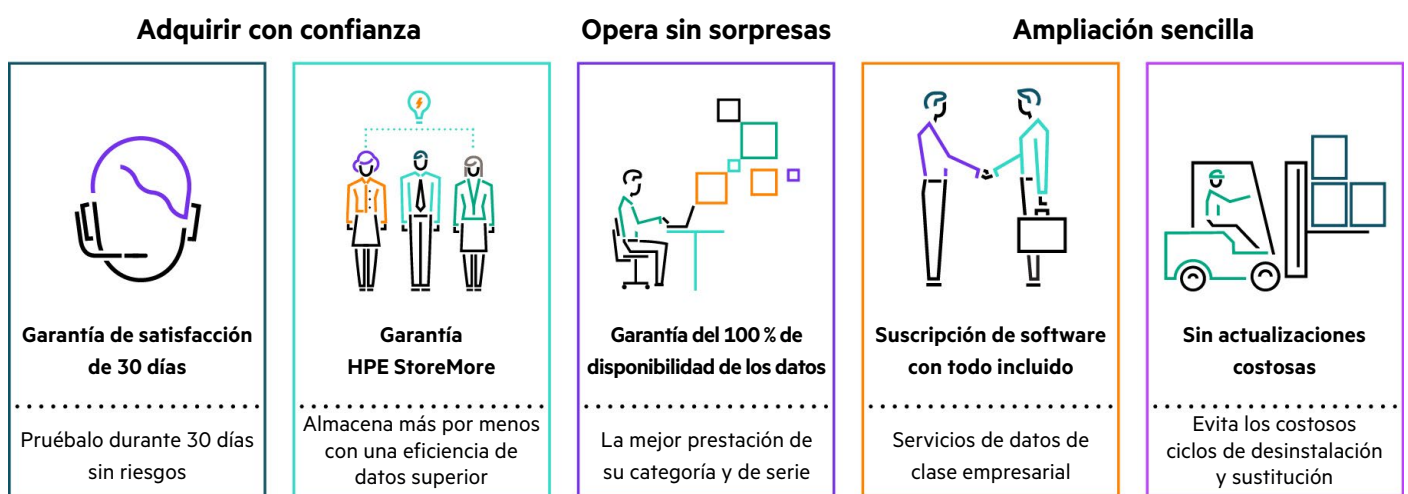 Adquirir con confianza
Opera sin sorpresas
Ampliación sencilla
Garantía de satisfacción
de 30 días
Pruébalo durante 30 días
sin riesgos
Garantía
HPE StoreMore
Almacena más por menos
con una eficiencia de
datos superior
Garantía del 100 % de
disponibilidad de los datos
La mejor prestación de
su categoría y de serie
Suscripción de software
con todo incluido
Servicios de datos de
clase empresarial
Sin actualizaciones
costosas
Evita los costosos
ciclos de desinstalación
y sustitución